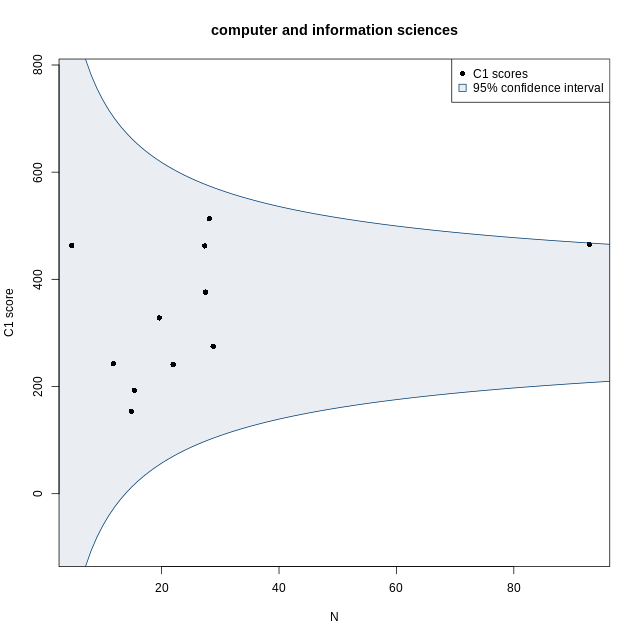 computer and information sciences
C1 scores
95% confidence interval
800
600
400
200
0
C1 score
20
40
60
80
N